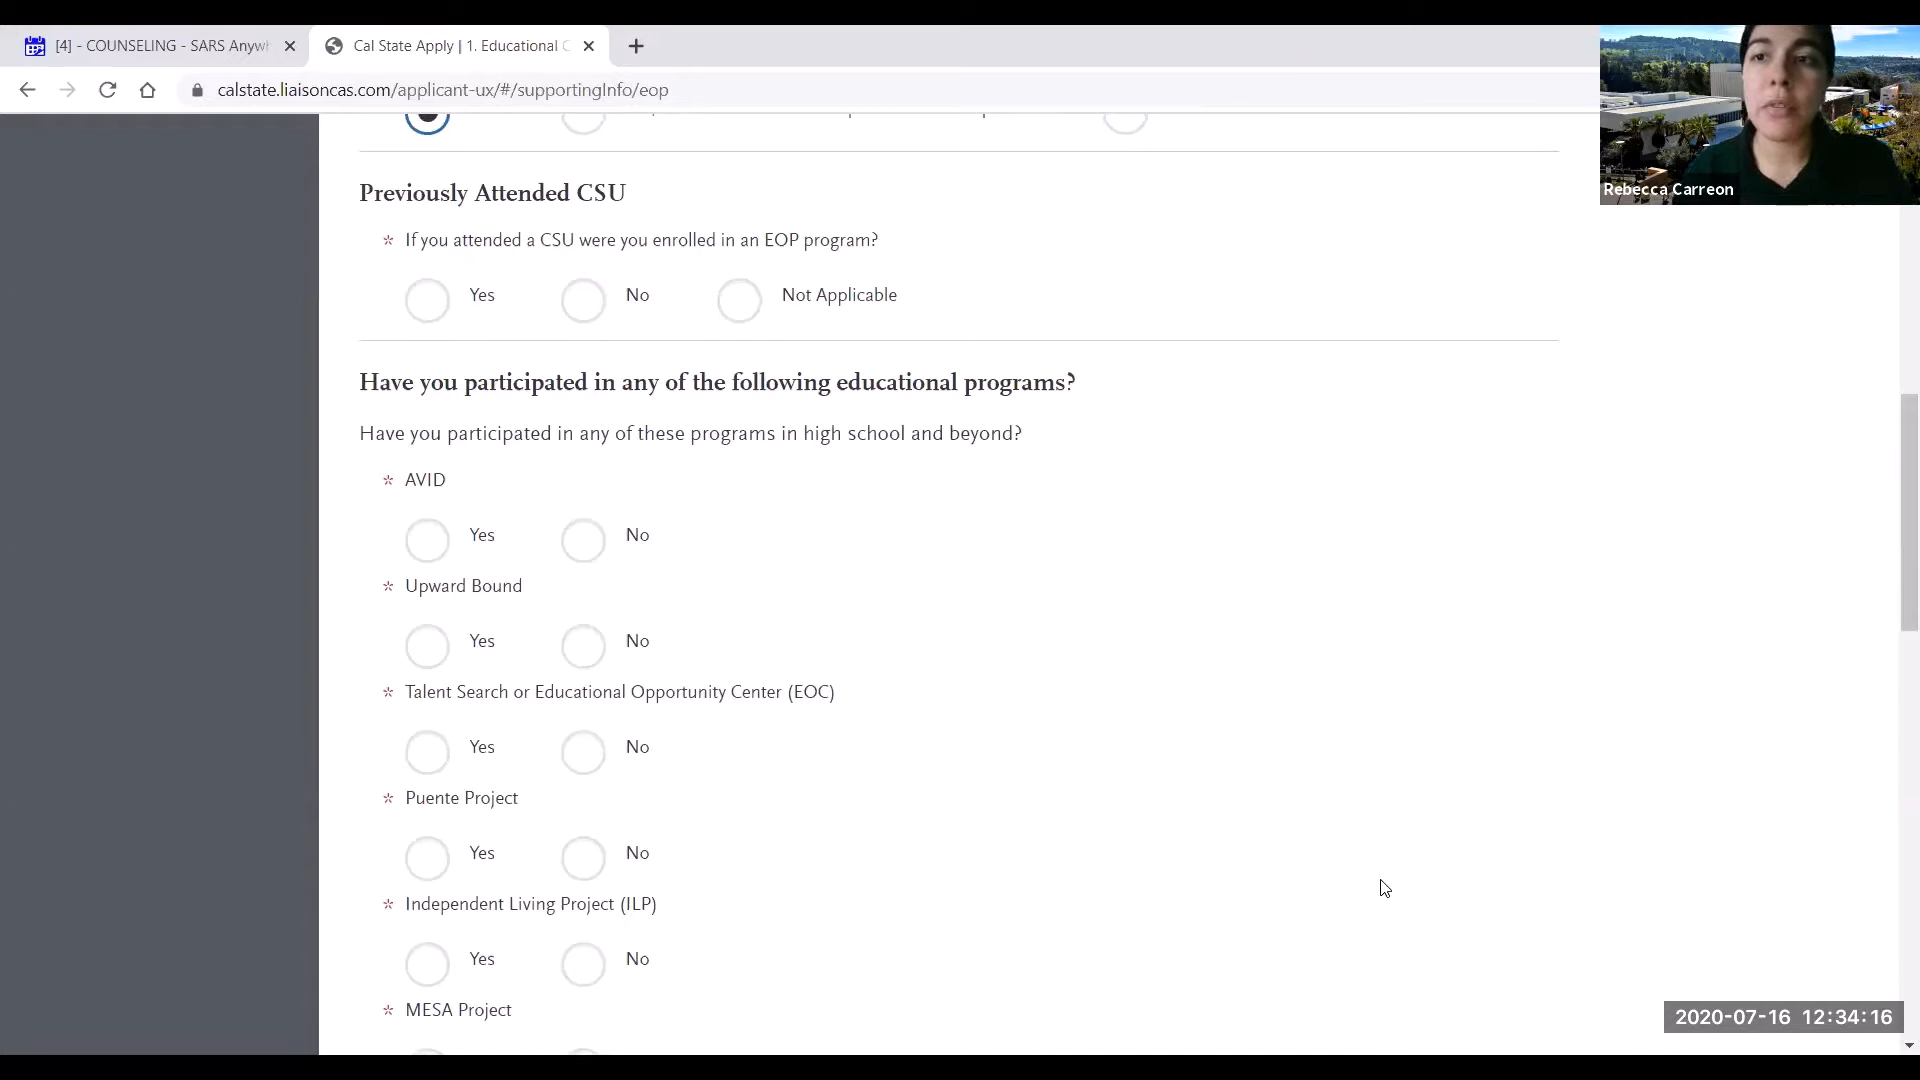 [4] - COUNSELING - SARS Anywh
Cal State Apply | 1. Educational C
calstate.liaisoncas.com/applicant-ux/#/supportingInfo/eop
Rebecca Carreon
Previously Attended CSU
* If you attended a CSU were you enrolled in an EOP program?
Yes No Not Applicable
Have you participated in any of the following educational programs?
Have you participated in any of these programs in high school and beyond?
* AVID
Yes No
* Upward Bound
Yes No
* Talent Search or Educational Opportunity Center (EOC)
Yes No
* Puente Project
Yes No
* Independent Living Project (ILP)
Yes No
* MESA Project
2020-07-16 12:34:16